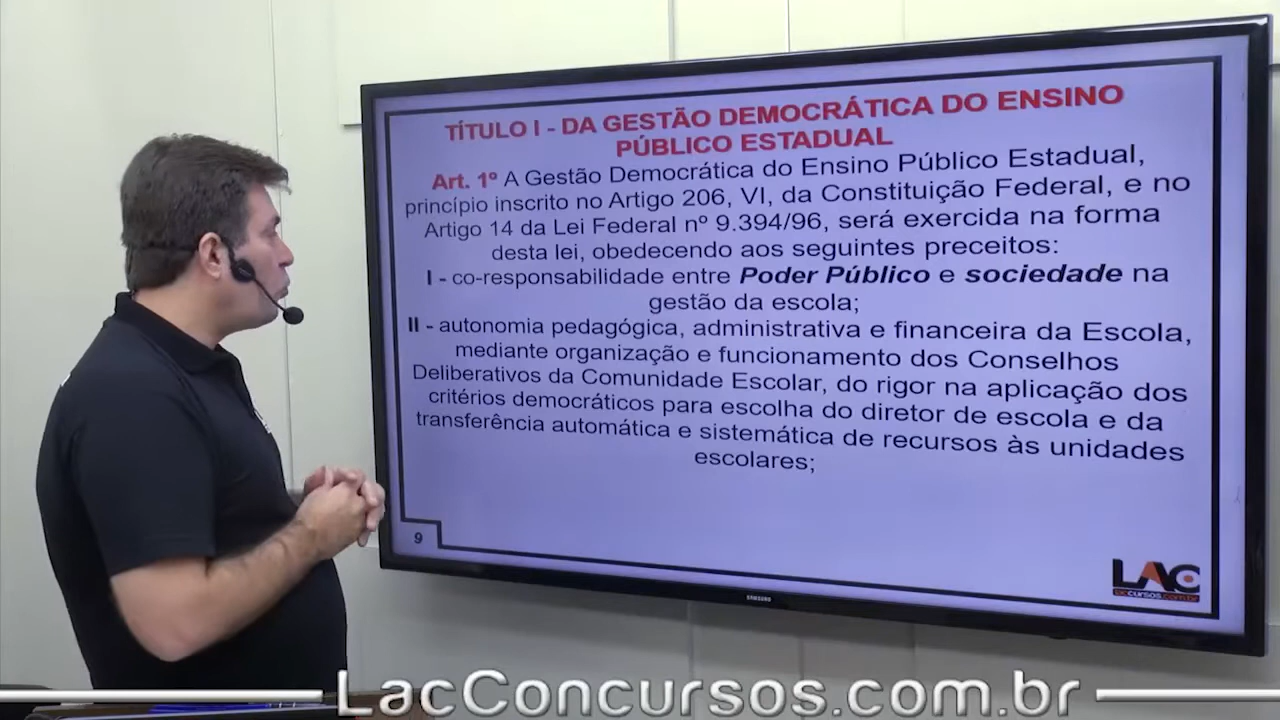 TÍTULO I - DA GESTÃO DEMOCRÁTICA DO ENSINO
PÚBLICO ESTADUAL
Art. 1º A Gestão Democrática do Ensino Público Estadual,
princípio inscrito no Artigo 206, VI, da Constituição Federal, e no
Artigo 14 da Lei Federal nº 9.394/96, será exercida na forma
desta lei, obedecendo aos seguintes preceitos:
I - co-responsabilidade entre Poder Público e sociedade na
gestão da escola;
II - autonomia pedagógica, administrativa e financeira da Escola,
mediante organização e funcionamento dos Conselhos
Deliberativos da Comunidade Escolar, do rigor na aplicação dos
critérios democráticos para escolha do diretor de escola e da
transferência automática e sistemática de recursos às unidades
escolares;
9
LAC
laccursos.com.br
SAMSUNG
LacConcursos.com.br